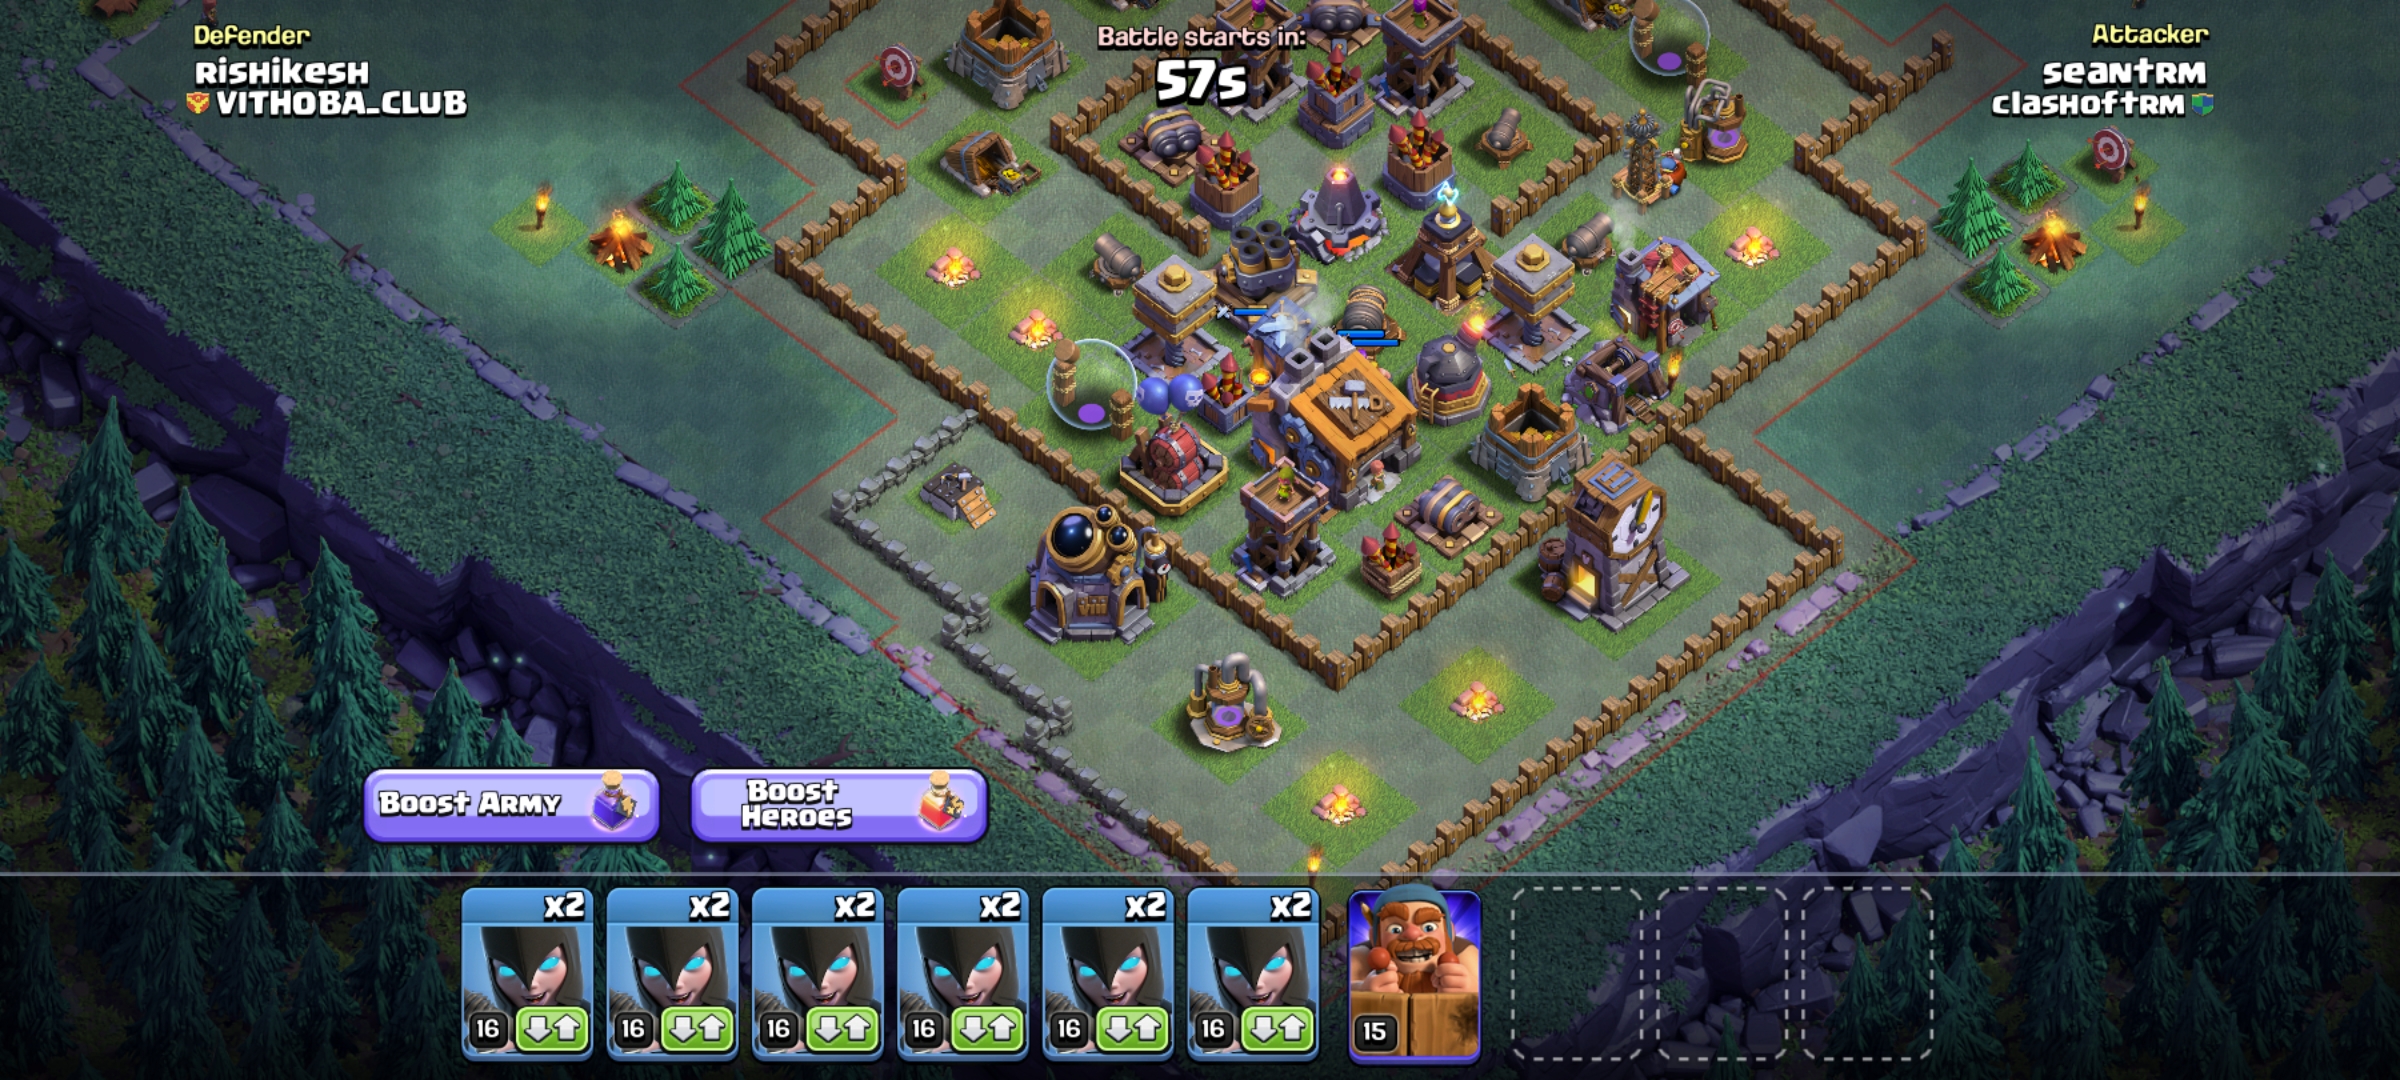 Defender
RisHikesH
VITHOBA_CLUB
Battle starts in:
57s
Attacker
seantRM
clashoftRM
Boost Army
Boost
Heroes
x2
x2
x2
x2
x2
x2
16
16
16
16
16
16
15